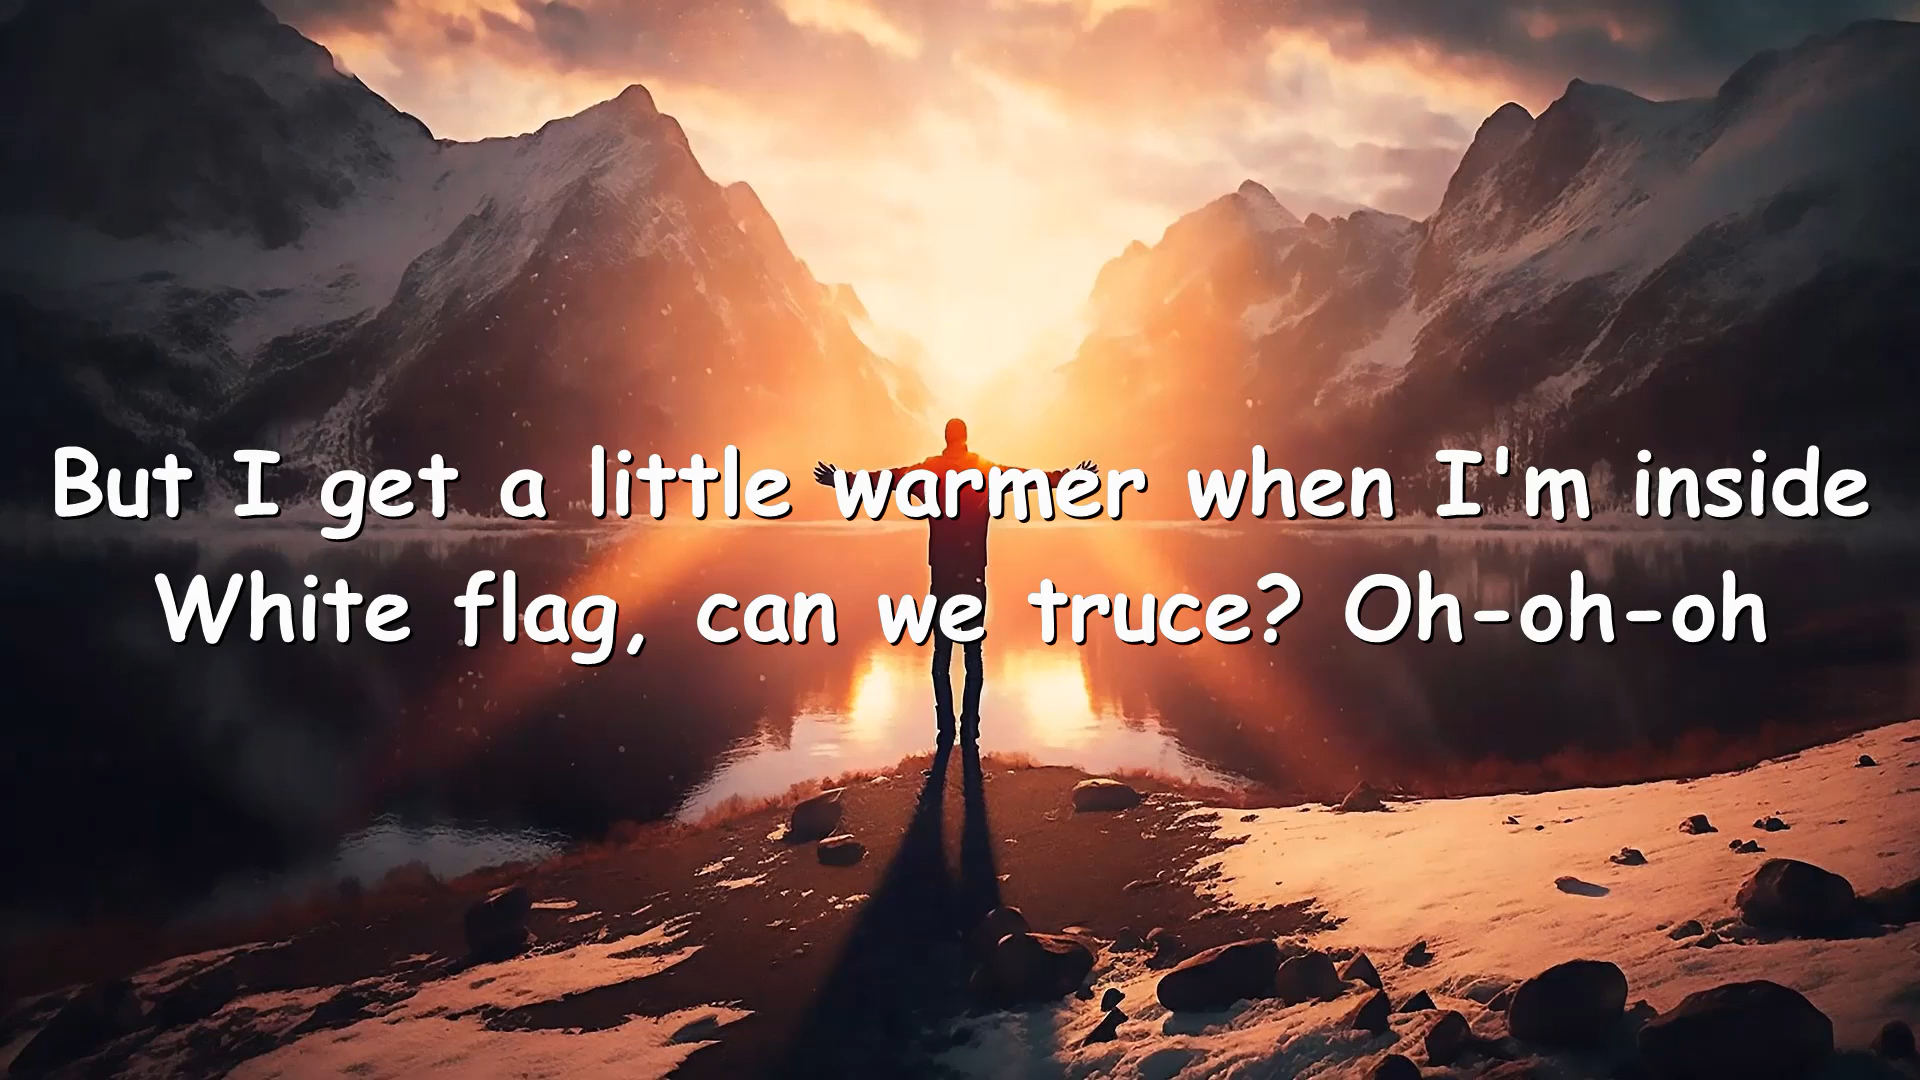 But I get a little warmer when I'm inside
White flag, can we truce? Oh-oh-oh